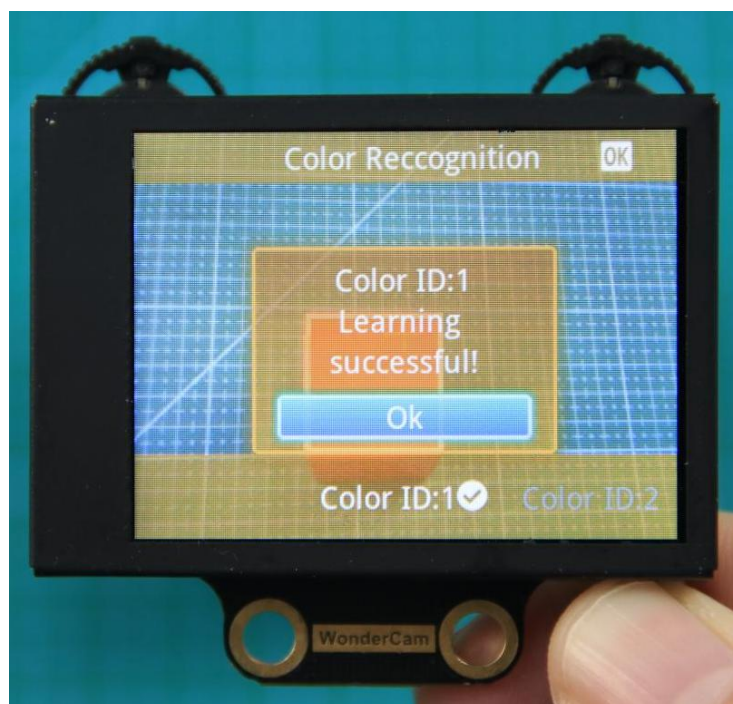 Color Reccognition OK
Color ID:1
Learning
successful!
Ok
Color ID:1 Color ID:2
WonderCam